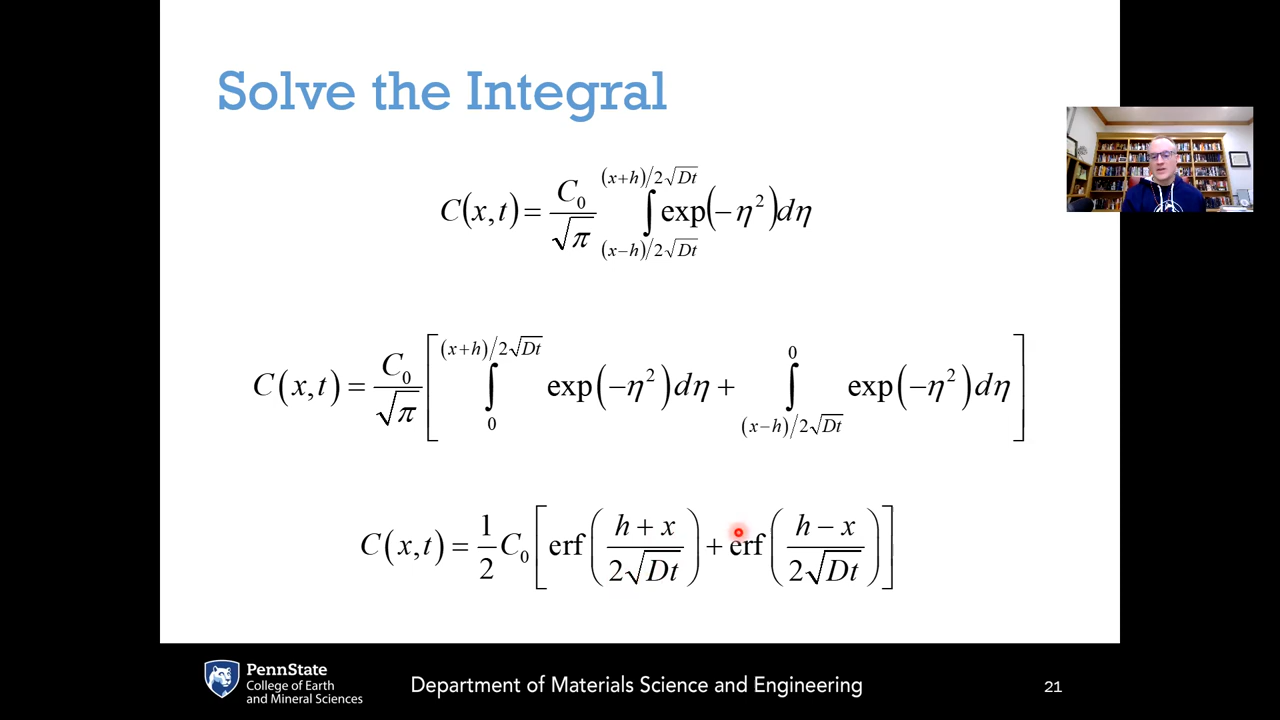 Solve the Integral
C(x,t) = C₀/√π ∫_{(x−h)/2√Dt}^{(x+h)/2√Dt} exp(−η²)dη
C(x,t) = C₀/√π [ ∫_{0}^{(x+h)/2√Dt} exp(−η²)dη + ∫_{(x−h)/2√Dt}^{0} exp(−η²)dη ]
C(x,t) = 1/2 C₀ [ erf( (h + x)/(2√Dt) ) + erf( (h − x)/(2√Dt) ) ]
PennState
College of Earth
and Mineral Sciences
Department of Materials Science and Engineering
21